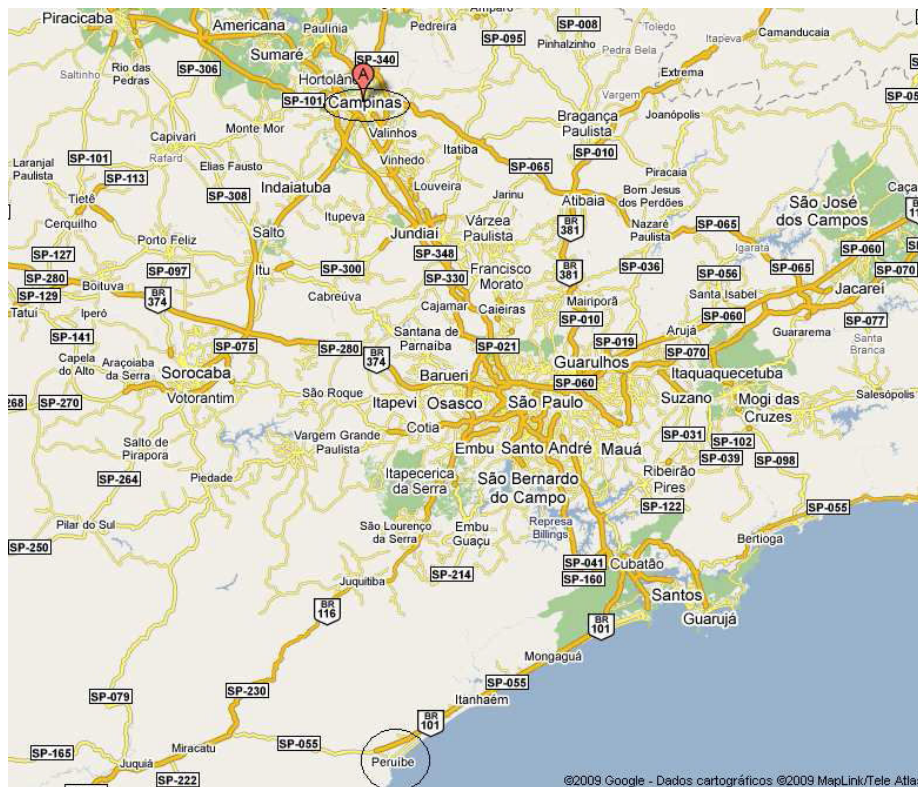 Piracicaba
Americana
Paulínia
Pedreira
Amparo
SP-008
Toledo
Itapeva
Camanducaia
SP-095
Pinhalzinho
Pedra Bela
Sumaré
SP-340
Saltinho
Rio das
Pedras
SP-306
Hortolân
A
Extrema
Vargem
SP-101
Campinas
Bragança
Paulista
Joanópolis
Capivari
Monte Mor
Valinhos
Rafard
Itatiba
SP-010
SP-101
Elias Fausto
Vinhedo
SP-065
Piracaia
Laranjal
Paulista
SP-113
Indaiatuba
Louveira
Jarinu
Bom Jesus
dos Perdões
Tietê
SP-308
Atibaia
São José
dos Campos
Caça
Cerquilho
Itupeva
Várzea
Paulista
BR
381
Nazaré
Paulista
SP-065
Porto Feliz
Salto
Jundiaí
Igarata
SP-060
SP-127
SP-348
SP-036
SP-280
SP-097
Itu
SP-300
SP-330
Francisco
Morato
BR
381
SP-056
SP-065
SP-070
SP-129
Boituva
BR
374
Cabreúva
Santa Isabel
Jacareí
Tatuí
Iperó
Cajamar
Caieiras
Mairiporã
SP-060
SP-141
Santana de
Parnaiba
SP-010
Arujá
Guararema
SP-077
Capela
do Alto
Araçoiaba
da Serra
SP-075
SP-280
BR
374
SP-021
SP-019
SP-070
Santa
Branca
Sorocaba
Barueri
Guarulhos
Itaquaquecetuba
268
SP-270
Votorantim
São Roque
Itapevi
Osasco
São Paulo
SP-060
Suzano
Mogi das
Cruzes
Salesópolis
Salto de
Pirapora
Vargem Grande
Paulista
Cotia
Embu
Santo André
Mauá
SP-031
SP-102
SP-039
SP-098
SP-264
Piedade
Itapecerica
da Serra
São Bernardo
do Campo
Ribeirão
Pires
SP-122
SP-055
Pilar do Sul
São Lourenço
da Serra
Embu
Guaçu
Represa
Billings
Bertioga
SP-250
SP-041
Cubatão
Juquitiba
SP-214
SP-160
Santos
BR
116
BR
101
Guarujá
Mongaguá
SP-079
SP-230
SP-055
Itanhaém
BR
101
SP-165
Miracatu
SP-055
Juquiá
Peruíbe
SP-222
©2009 Google - Dados cartográficos ©2009 MapLink/Tele Atlas